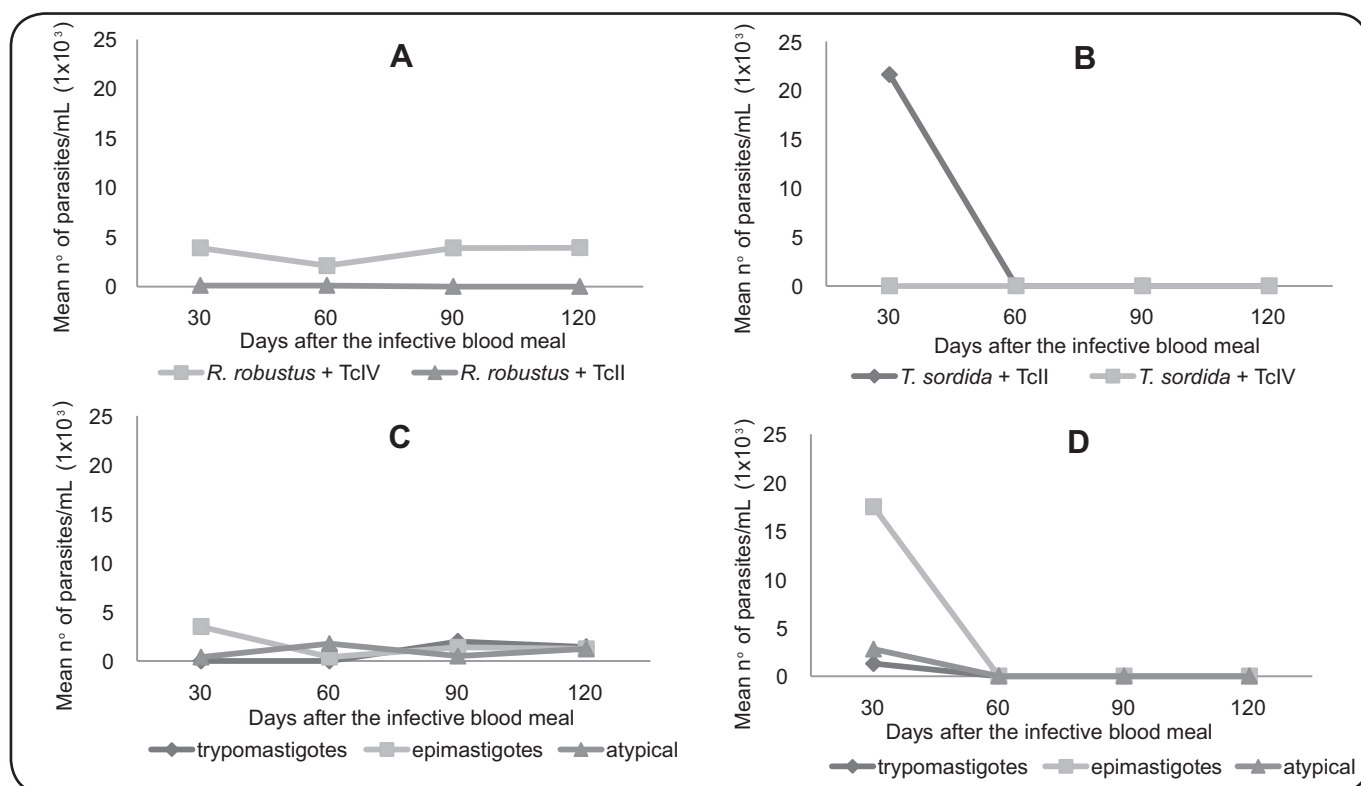 A
Mean n° of parasites/mL (1x10³)
25
20
15
10
5
0
30 60 90 120
Days after the infective blood meal
R. robustus + TcIV R. robustus + TcII
B
Mean n° of parasites/mL (1x10³)
25
20
15
10
5
0
30 60 90 120
Days after the infective blood meal
T. sordida + TcII T. sordida + TcIV
C
Mean n° of parasites/mL (1x10³)
25
20
15
10
5
0
30 60 90 120
Days after the infective blood meal
trypomastigotes epimastigotes atypical
D
Mean n° of parasites/mL (1x10³)
25
20
15
10
5
0
30 60 90 120
Days after the infective blood meal
trypomastigotes epimastigotes atypical